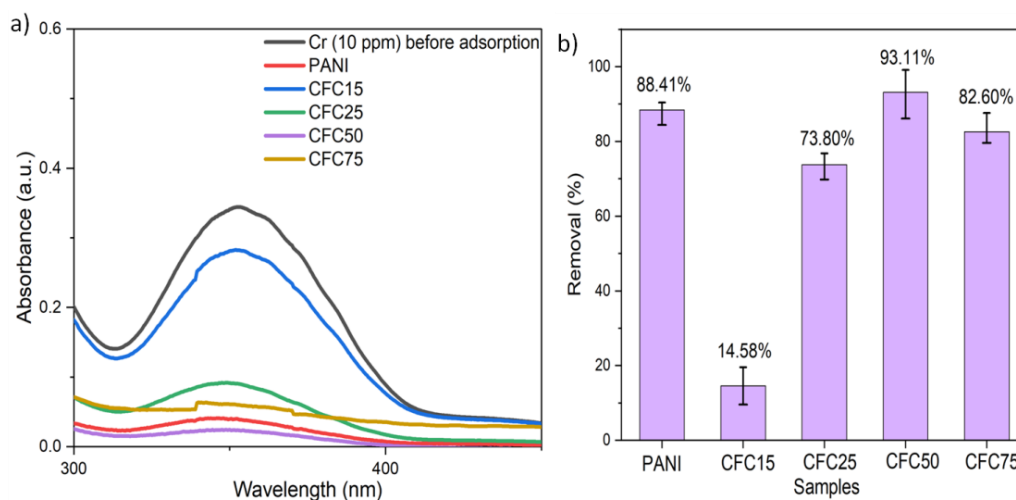 a)
0.6
0.4
0.2
0.0
Absorbance (a.u.)
Cr (10 ppm) before adsorption
PANI
CFC15
CFC25
CFC50
CFC75
300
400
Wavelength (nm)
b)
100
80
60
40
20
0
Removal (%)
88.41%
14.58%
73.80%
93.11%
82.60%
PANI
CFC15
CFC25
CFC50
CFC75
Samples